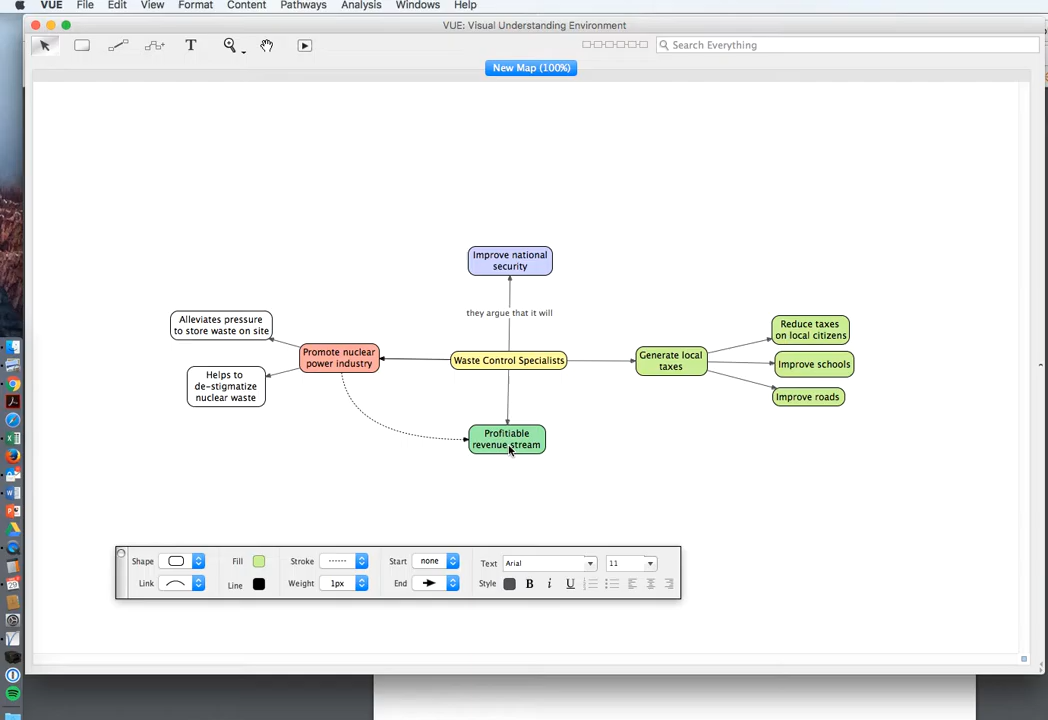 VUE File Edit View Format Content Pathways Analysis Windows Help
VUE: Visual Understanding Environment
T
Search Everything
New Map (100%)
Improve national
security
they argue that it will
Alleviates pressure
to store waste on site
Helps to
de-stigmatize
nuclear waste
Promote nuclear
power industry
Waste Control Specialists
Generate local
taxes
Reduce taxes
on local citizens
Improve schools
Improve roads
Profitiable
revenue stream
Shape Fill Stroke Start none Text Arial 11
Link Line Weight 1px End Style B i U